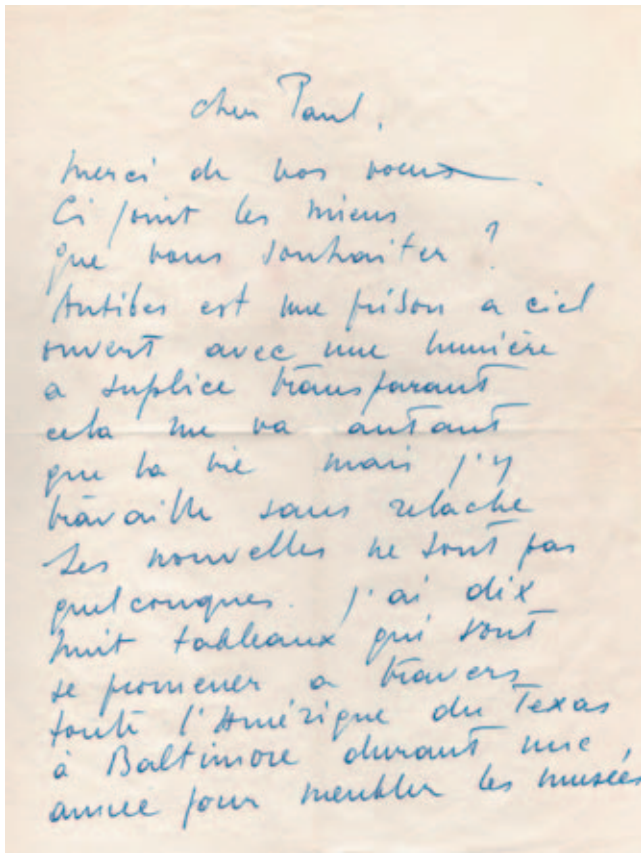 cher Paul,
merci de vos voeux
Ci joint les miens
que vous souhaiter ?
Antibes est une prison a ciel
ouvert avec une lumière
a suplice transparant
cela me va autant
que la vie mais j'y
travaille sans relache
Les nouvelles ne sont pas
quelconques. j'ai dix
huit tableaux qui vont
se promener a travers
toute l'Amérique du Texas
à Baltimore durant une
année pour meubler les musées